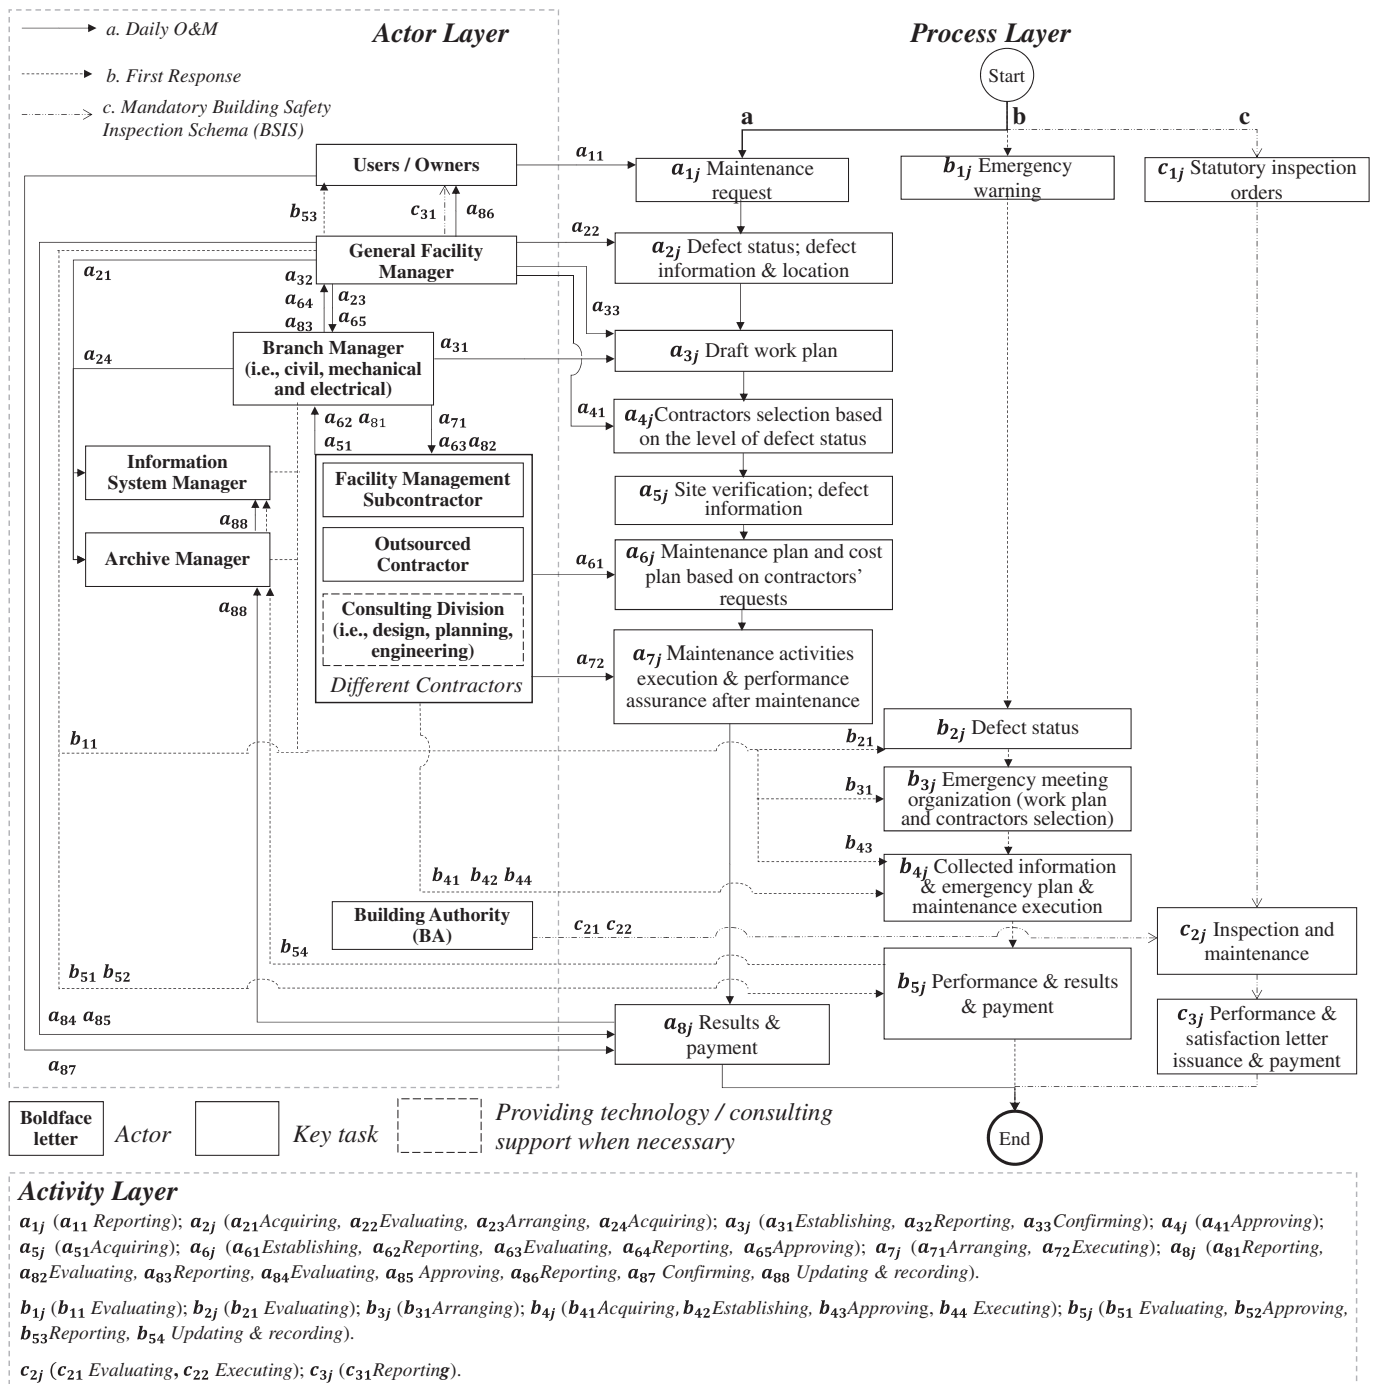 a. Daily O&M
b. First Response
c. Mandatory Building Safety
Inspection Schema (BSIS)
Actor Layer
Process Layer
Start
a
b
c
Users / Owners
a11
a1j Maintenance
request
b1j Emergency
warning
c1j Statutory inspection
orders
b53
c31
a86
a22
General Facility
Manager
a2j Defect status; defect
information & location
a21
a32
a64
a83
a23
a65
a33
Branch Manager
(i.e., civil, mechanical
and electrical)
a24
a31
a3j Draft work plan
a62 a81
a51
a71
a63 a82
a41
a4j Contractors selection based
on the level of defect status
Information
System Manager
Facility Management
Subcontractor
a5j Site verification; defect
information
a88
Archive Manager
Outsourced
Contractor
a61
a6j Maintenance plan and cost
plan based on contractors’
requests
a88
Consulting Division
(i.e., design, planning,
engineering)
Different Contractors
a72
a7j Maintenance activities
execution & performance
assurance after maintenance
b11
b21
b2j Defect status
b31
b3j Emergency meeting
organization (work plan
and contractors selection)
b43
b41 b42 b44
b4j Collected information
& emergency plan &
maintenance execution
Building Authority
(BA)
c21 c22
c2j Inspection and
maintenance
b54
b51 b52
b5j Performance & results
& payment
a84 a85
a8j Results &
payment
c3j Performance &
satisfaction letter
issuance & payment
a87
Boldface
letter
Actor
Key task
Providing technology / consulting
support when necessary
End
Activity Layer
a1j (a11 Reporting); a2j (a21Acquiring, a22Evaluating, a23Arranging, a24Acquiring); a3j (a31Establishing, a32Reporting, a33Confirming); a4j (a41Approving);
a5j (a51Acquiring); a6j (a61Establishing, a62Reporting, a63Evaluating, a64Reporting, a65Approving); a7j (a71Arranging, a72Executing); a8j (a81Reporting,
a82Evaluating, a83Reporting, a84Evaluating, a85 Approving, a86Reporting, a87 Confirming, a88 Updating & recording).
b1j (b11 Evaluating); b2j (b21 Evaluating); b3j (b31Arranging); b4j (b41Acquiring, b42Establishing, b43Approving, b44 Executing); b5j (b51 Evaluating, b52Approving,
b53Reporting, b54 Updating & recording).
c2j (c21 Evaluating, c22 Executing); c3j (c31Reporting).